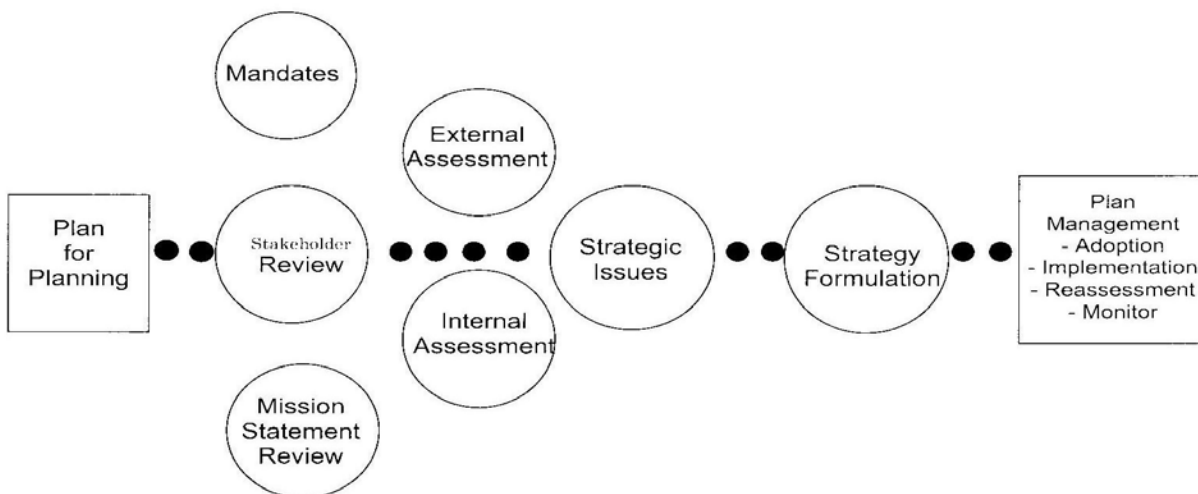 Plan
for
Planning
Mandates
Stakeholder
Review
Mission
Statement
Review
External
Assessment
Internal
Assessment
Strategic
Issues
Strategy
Formulation
Plan
Management
- Adoption
- Implementation
- Reassessment
- Monitor